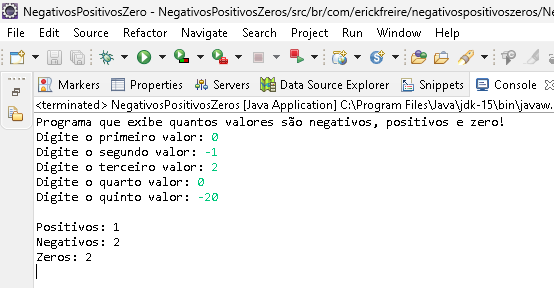 NegativosPositivosZero - NegativosPositivosZeros/src/br/com/erickfreire/negativospositivoszeros/Ne
File Edit Source Refactor Navigate Search Project Run Window Help
Markers Properties Servers Data Source Explorer Snippets Console
<terminated> NegativosPositivosZeros [Java Application] C:\Program Files\Java\jdk-15\bin\javaw.
Programa que exibe quantos valores são negativos, positivos e zero!
Digite o primeiro valor: 0
Digite o segundo valor: -1
Digite o terceiro valor: 2
Digite o quarto valor: 0
Digite o quinto valor: -20
Positivos: 1
Negativos: 2
Zeros: 2